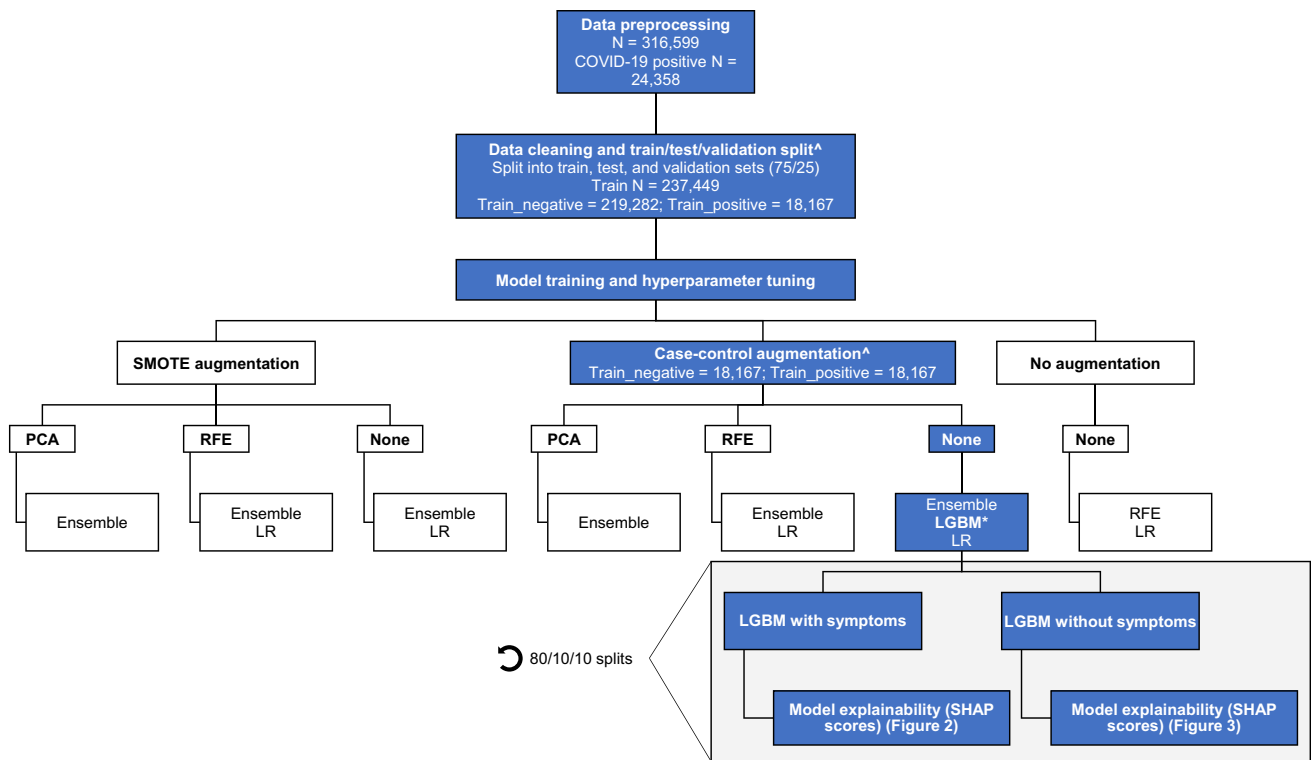 Data preprocessing
N = 316,599
COVID-19 positive N =
24,358
Data cleaning and train/test/validation split^
Split into train, test, and validation sets (75/25)
Train N = 237,449
Train_negative = 219,282; Train_positive = 18,167
Model training and hyperparameter tuning
SMOTE augmentation
Case-control augmentation^
Train_negative = 18,167; Train_positive = 18,167
No augmentation
PCA
RFE
None
PCA
RFE
None
None
Ensemble
Ensemble
LR
Ensemble
LR
Ensemble
Ensemble
LR
Ensemble
LGBM*
LR
RFE
LR
LGBM with symptoms
LGBM without symptoms
80/10/10 splits
Model explainability (SHAP
scores) (Figure 2)
Model explainability (SHAP
scores) (Figure 3)